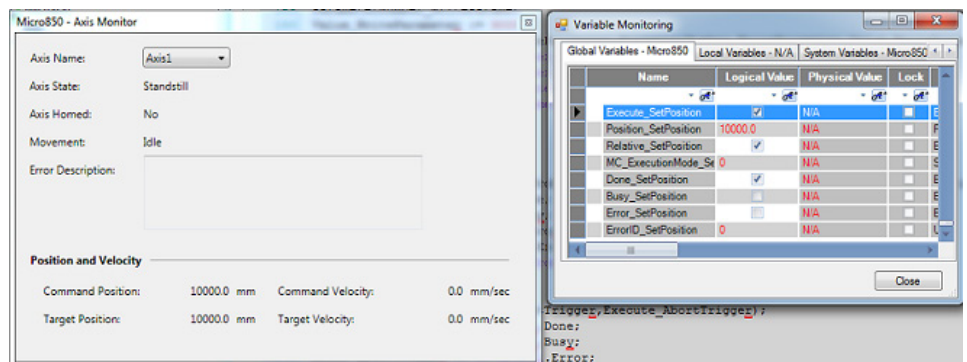 Micro850 - Axis Monitor
Axis Name: Axis1
Axis State: Standstill
Axis Homed: No
Movement: Idle
Error Description:
Position and Velocity
Command Position: 10000.0 mm Command Velocity: 0.0 mm/sec
Target Position: 10000.0 mm Target Velocity: 0.0 mm/sec
Variable Monitoring
Global Variables - Micro850 Local Variables - N/A System Variables - Micro850
Name Logical Value Physical Value Lock
Execute_SetPosition N/A
Position_SetPosition 10000.0 N/A
Relative_SetPosition N/A
MC_ExecutionMode_Se 0 N/A
Done_SetPosition N/A
Busy_SetPosition N/A
Error_SetPosition N/A
ErrorID_SetPosition 0 N/A
Close
Trigger,Execute_AbortTrigger);
Done;
Busy;
.Error;